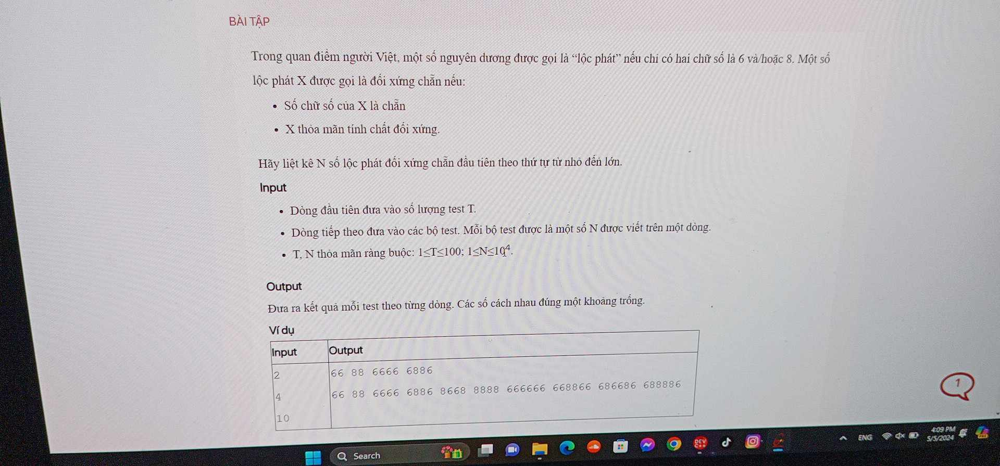 BÀI TẬP
Trong quan điểm người Việt, một số nguyên dương được gọi là “lộc phát” nếu chỉ có hai chữ số là 6 và/hoặc 8. Một số
lộc phát X được gọi là đối xứng chẵn nếu:
• Số chữ số của X là chẵn
• X thỏa mãn tính chất đối xứng.
Hãy liệt kê N số lộc phát đối xứng chẵn đầu tiên theo thứ tự từ nhỏ đến lớn.
Input
• Dòng đầu tiên đưa vào số lượng test T.
• Dòng tiếp theo đưa vào các bộ test. Mỗi bộ test được là một số N được viết trên một dòng.
• T, N thỏa mãn ràng buộc: 1≤T≤100; 1≤N≤10⁴.
Output
Đưa ra kết quả mỗi test theo từng dòng. Các số cách nhau đúng một khoảng trống.
Ví dụ
Input Output
2 66 88 6666 6886
4 66 88 6666 6886 8668 8888 666666 668866 686686 688886
10
1
Search
DEV C++
ENG
4:09 PM
5/5/2024